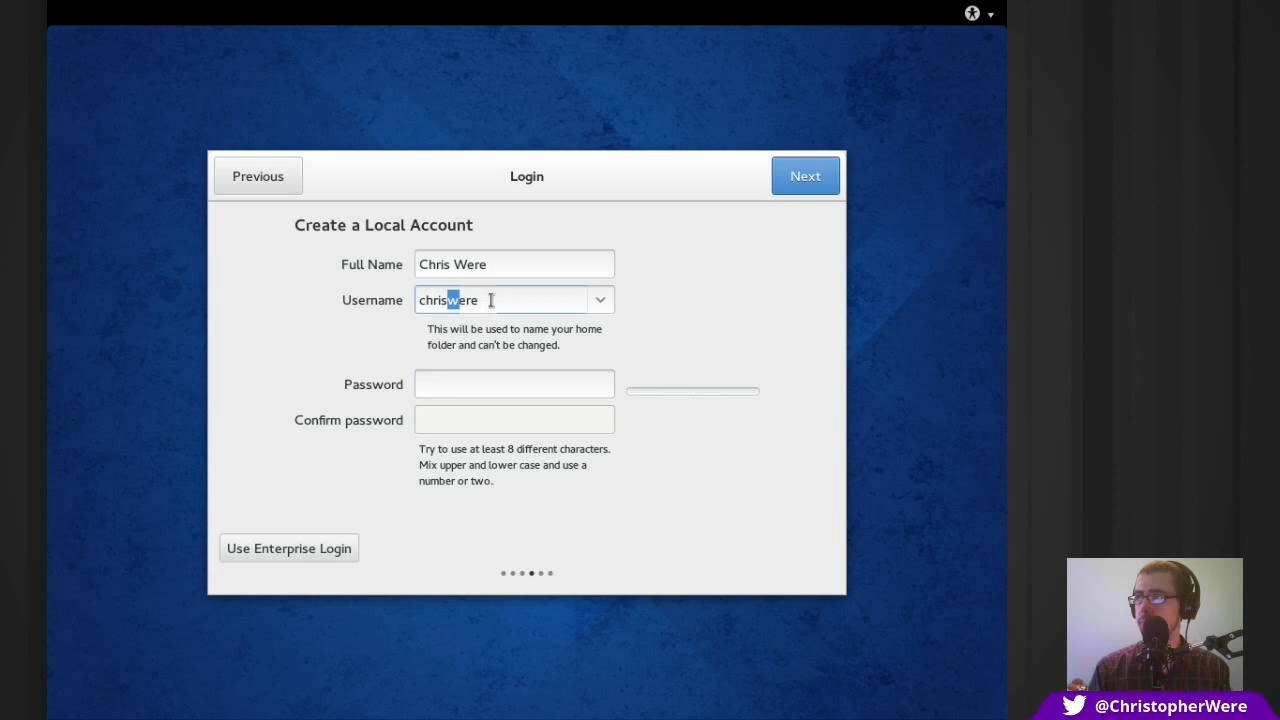 Previous
Login
Next
Create a Local Account
Full Name
Chris Were
Username
chriswere
This will be used to name your home
folder and can't be changed.
Password
Confirm password
Try to use at least 8 different characters.
Mix upper and lower case and use a
number or two.
Use Enterprise Login
@ChristopherWere